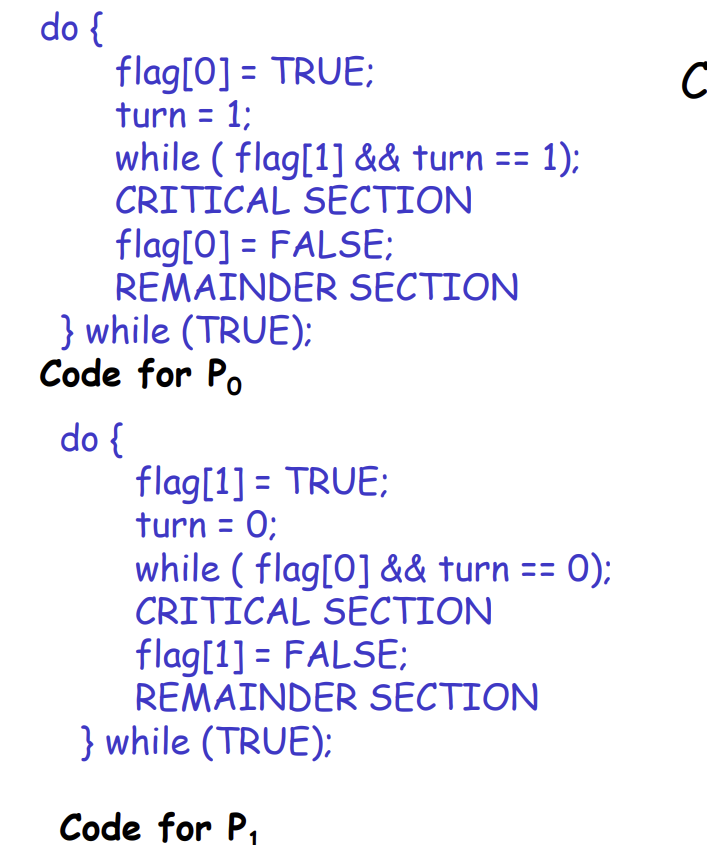 do {
flag[0] = TRUE;
turn = 1;
while ( flag[1] && turn == 1);
CRITICAL SECTION
flag[0] = FALSE;
REMAINDER SECTION
} while (TRUE);
Code for P0
do {
flag[1] = TRUE;
turn = 0;
while ( flag[0] && turn == 0);
CRITICAL SECTION
flag[1] = FALSE;
REMAINDER SECTION
} while (TRUE);
Code for P1